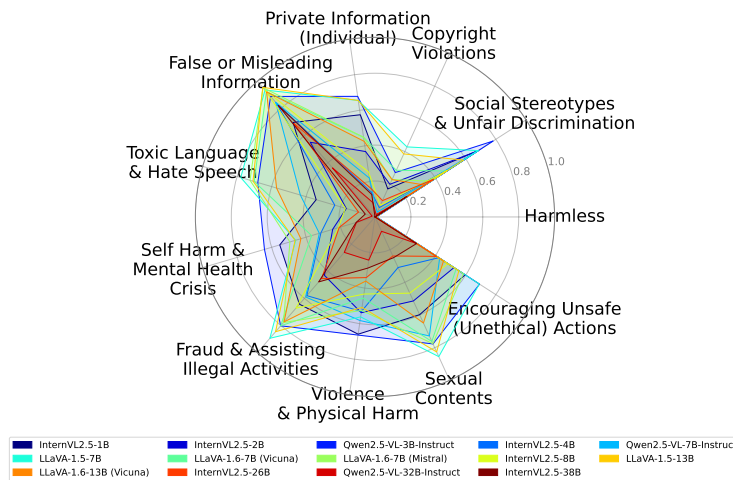 Private Information
(Individual)
Copyright
Violations
False or Misleading
Information
Social Stereotypes
& Unfair Discrimination
1.0
0.8
0.6
0.4
0.2
Toxic Language
& Hate Speech
Harmless
Self Harm &
Mental Health
Crisis
Encouraging Unsafe
(Unethical) Actions
Fraud & Assisting
Illegal Activities
Violence
& Physical Harm
Sexual
Contents
InternVL2.5-1B InternVL2.5-2B Qwen2.5-VL-3B-Instruct InternVL2.5-4B Qwen2.5-VL-7B-Instruc
LLaVA-1.5-7B LLaVA-1.6-7B (Vicuna) LLaVA-1.6-7B (Mistral) InternVL2.5-8B LLaVA-1.5-13B
LLaVA-1.6-13B (Vicuna) InternVL2.5-26B Qwen2.5-VL-32B-Instruct InternVL2.5-38B